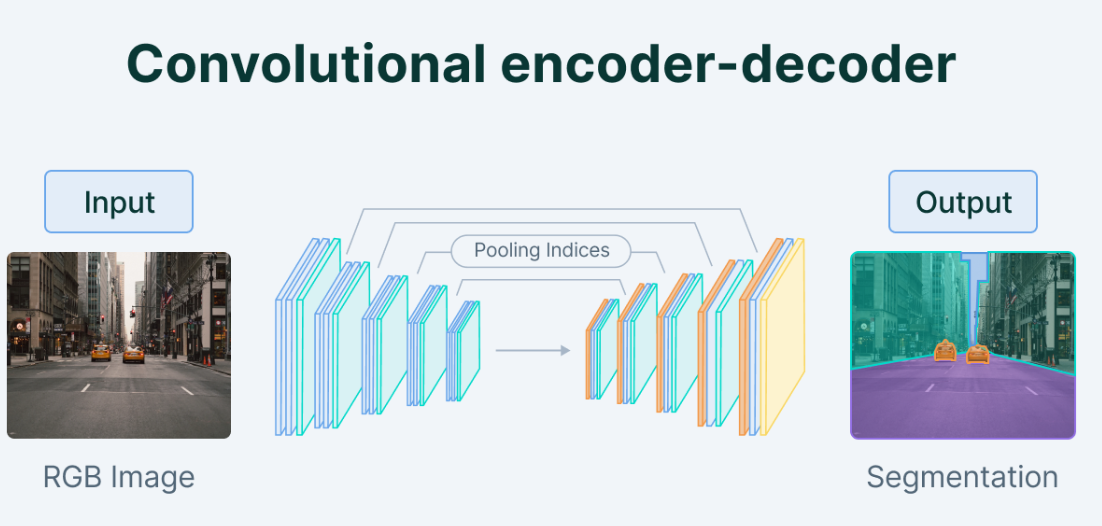 Convolutional encoder-decoder
Input
Output
Pooling Indices
RGB Image
Segmentation